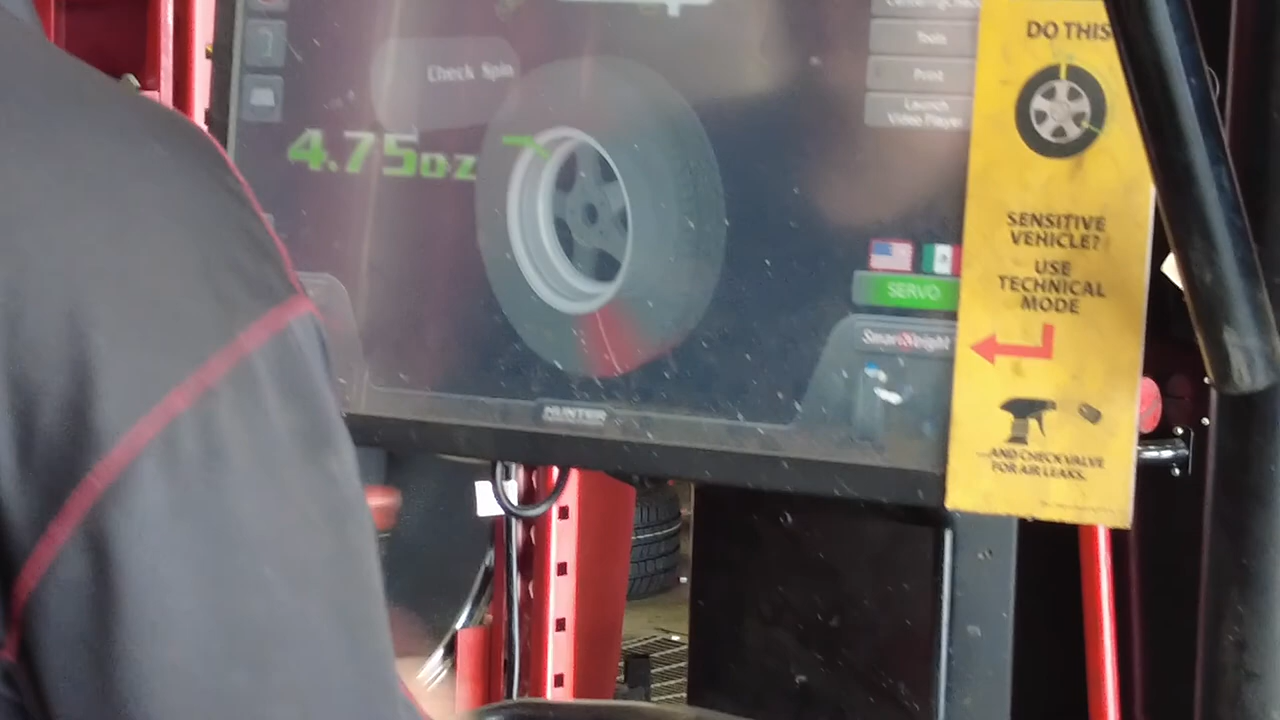 Tools
Print
Launch
Video Player
Check Spin
4.75oz
SERVO
SmartWeight
HUNTER
DO THIS
SENSITIVE
VEHICLE?
USE
TECHNICAL
MODE
...AND CHECK VALVE
FOR AIR LEAKS.